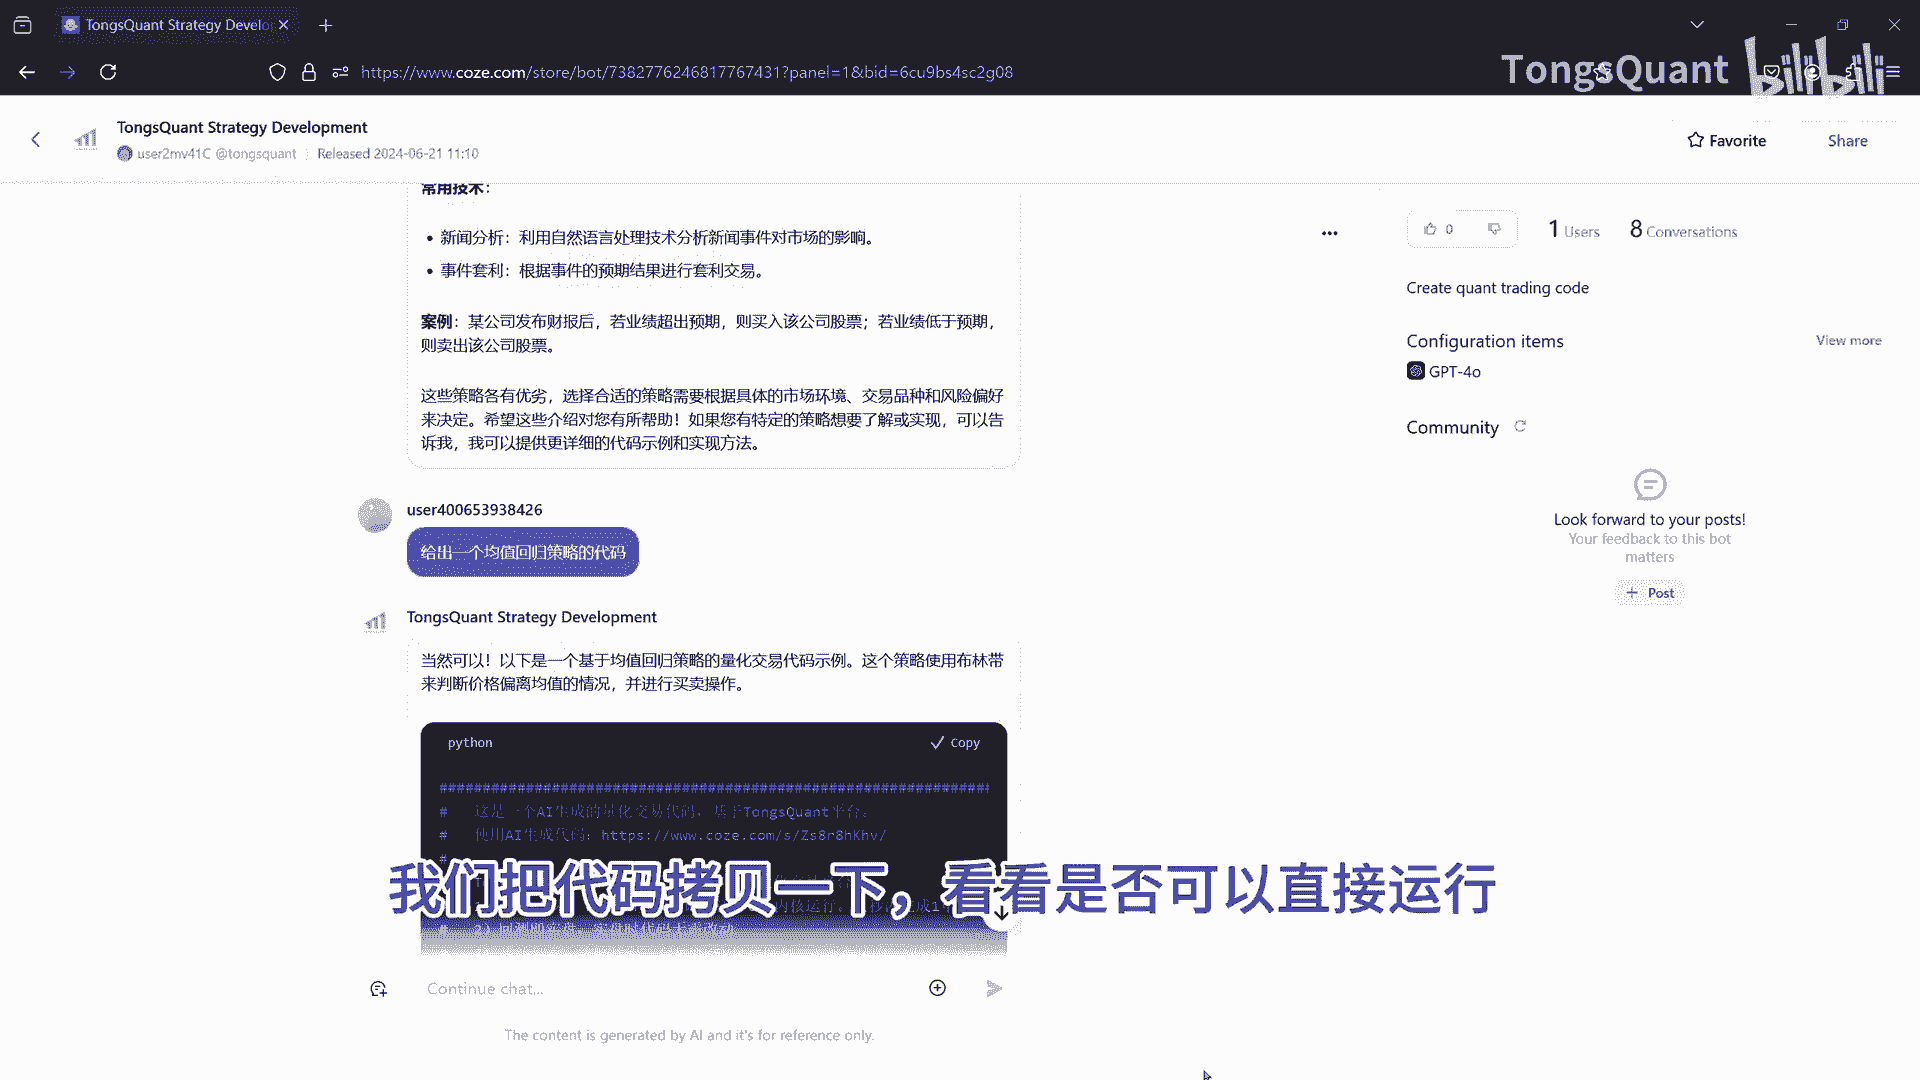 TongsQuant Strategy Develo
https://www.coze.com/store/bot/7382776246817767431?panel=1&bid=6cu9bs4sc2g08
TongsQuant
bilibili
TongsQuant Strategy Development
user2mv41C @tongsquant
Released 2024-06-21 11:10
Favorite
Share
常用技术：
新闻分析：利用自然语言处理技术分析新闻事件对市场的影响。
事件套利：根据事件的预期结果进行套利交易。
案例：某公司发布财报后，若业绩超出预期，则买入该公司股票；若业绩低于预期，
则卖出该公司股票。
这些策略各有优劣，选择合适的策略需要根据具体的市场环境、交易品种和风险偏好
来决定。希望这些介绍对您有所帮助！如果您有特定的策略想要了解或实现，可以告
诉我，我可以提供更详细的代码示例和实现方法。
user400653938426
给出一个均值回归策略的代码
TongsQuant Strategy Development
当然可以！以下是一个基于均值回归策略的量化交易代码示例。这个策略使用布林带
来判断价格偏离均值的情况，并进行买卖操作。
python
Copy
# 这是一个AI生成的量化交易代码，基于TongsQuant平台。
# 使用AI生成代码：https://www.coze.com/s/Zs8r8hKhv/
#
我们把代码拷贝一下，看看是否可以直接运行
Continue chat...
The content is generated by AI and it's for reference only.
0
1 Users
8 Conversations
Create quant trading code
Configuration items
View more
GPT-4o
Community
Look forward to your posts!
Your feedback to this bot
matters
+ Post